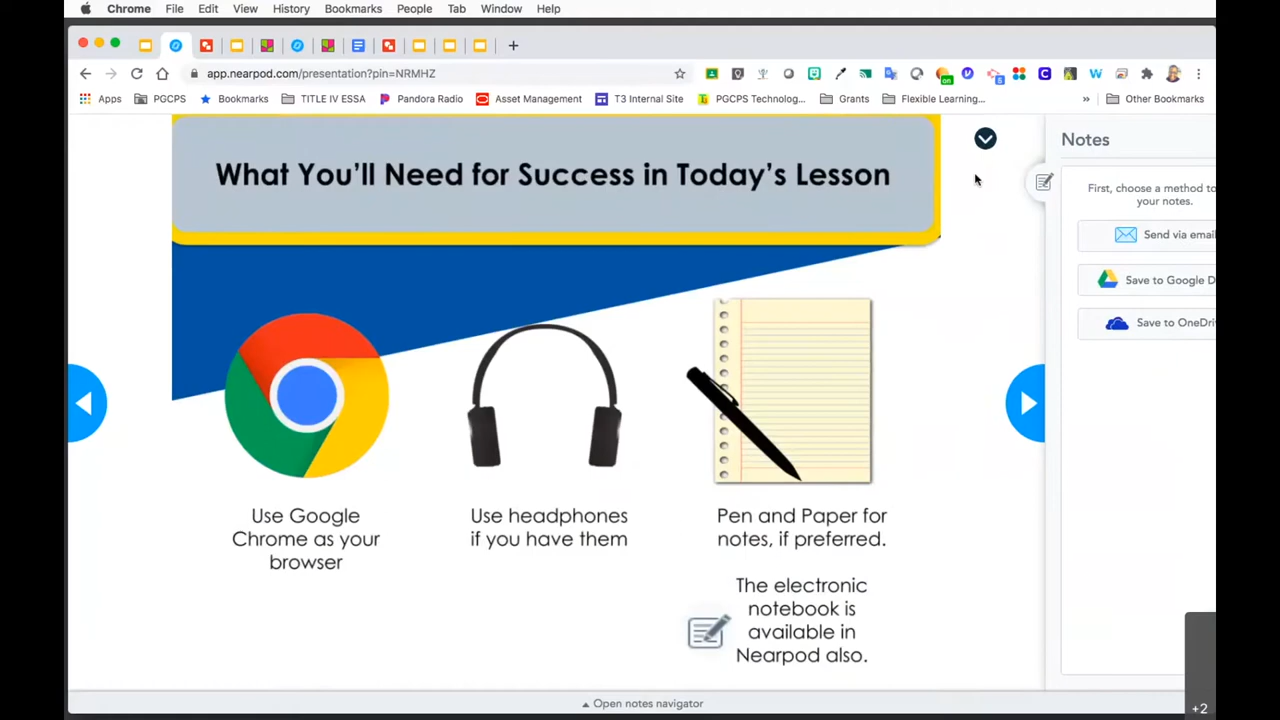 Chrome File Edit View History Bookmarks People Tab Window Help
app.nearpod.com/presentation?pin=NRMHZ
on
Apps PGCPS Bookmarks TITLE IV ESSA Pandora Radio Asset Management T3 Internal Site PGCPS Technolog... Grants Flexible Learning... » Other Bookmarks
What You'll Need for Success in Today's Lesson
Notes
First, choose a method to
your notes.
Send via email
Save to Google D
Save to OneDri
Use Google
Chrome as your
browser
Use headphones
if you have them
Pen and Paper for
notes, if preferred.
The electronic
notebook is
available in
Nearpod also.
Open notes navigator
+2